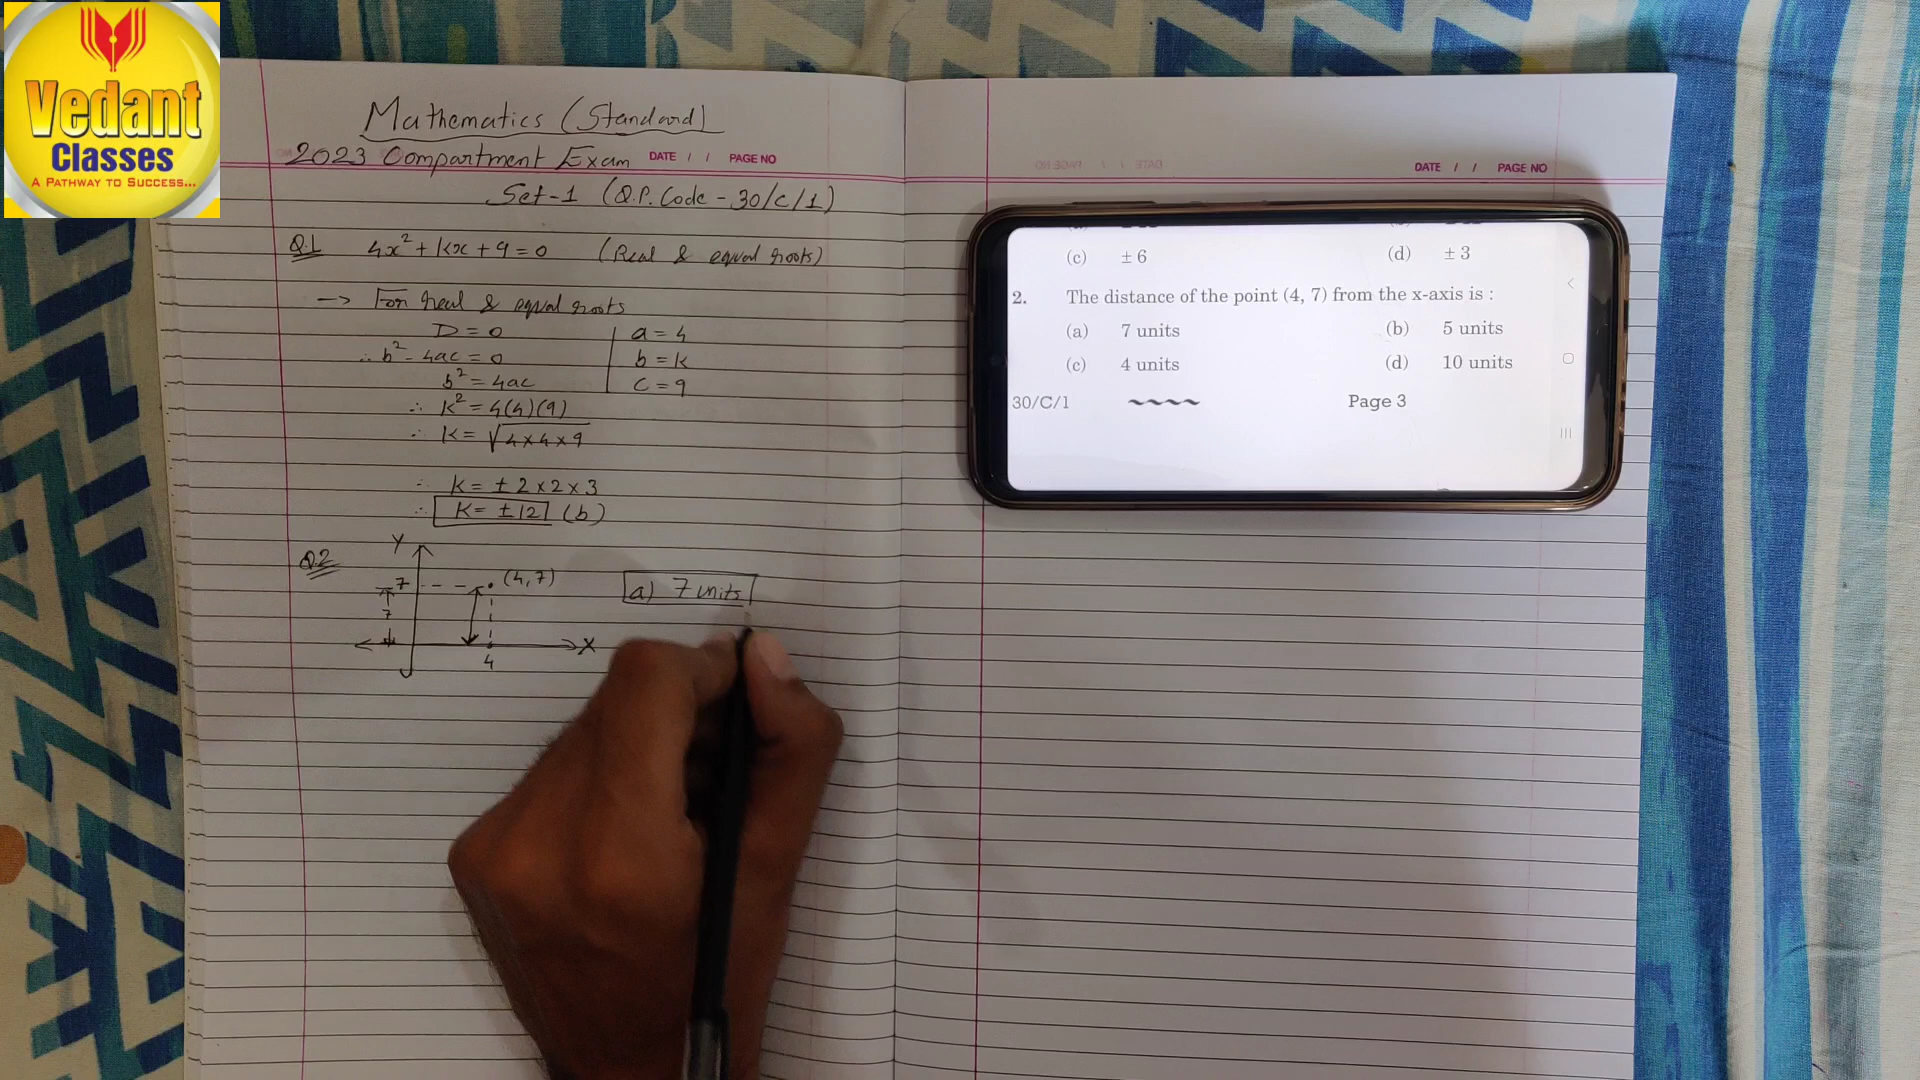 Vedant
Classes
A PATHWAY TO SUCCESS...
Mathematics (Standard)
2023 Compartment Exam
DATE / / PAGE NO
Set-1 (Q.P. Code - 30/C/1)
Q.1 4x² + kx + 9 = 0 (Real & equal roots)
→ For real & equal roots
D = 0
∴ b² - 4ac = 0
b² = 4ac
a = 4
b = k
c = 9
∴ k² = 4(4)(9)
∴ k = √4×4×9
∴ k = ± 2 × 2 × 3
∴ k = ± 12 (b)
Q.2
Y
7
(4,7)
7
X
4
a) 7 units
DATE / / PAGE NO
(c) ± 6 (d) ± 3
2. The distance of the point (4, 7) from the x-axis is :
(a) 7 units (b) 5 units
(c) 4 units (d) 10 units
30/C/1 Page 3